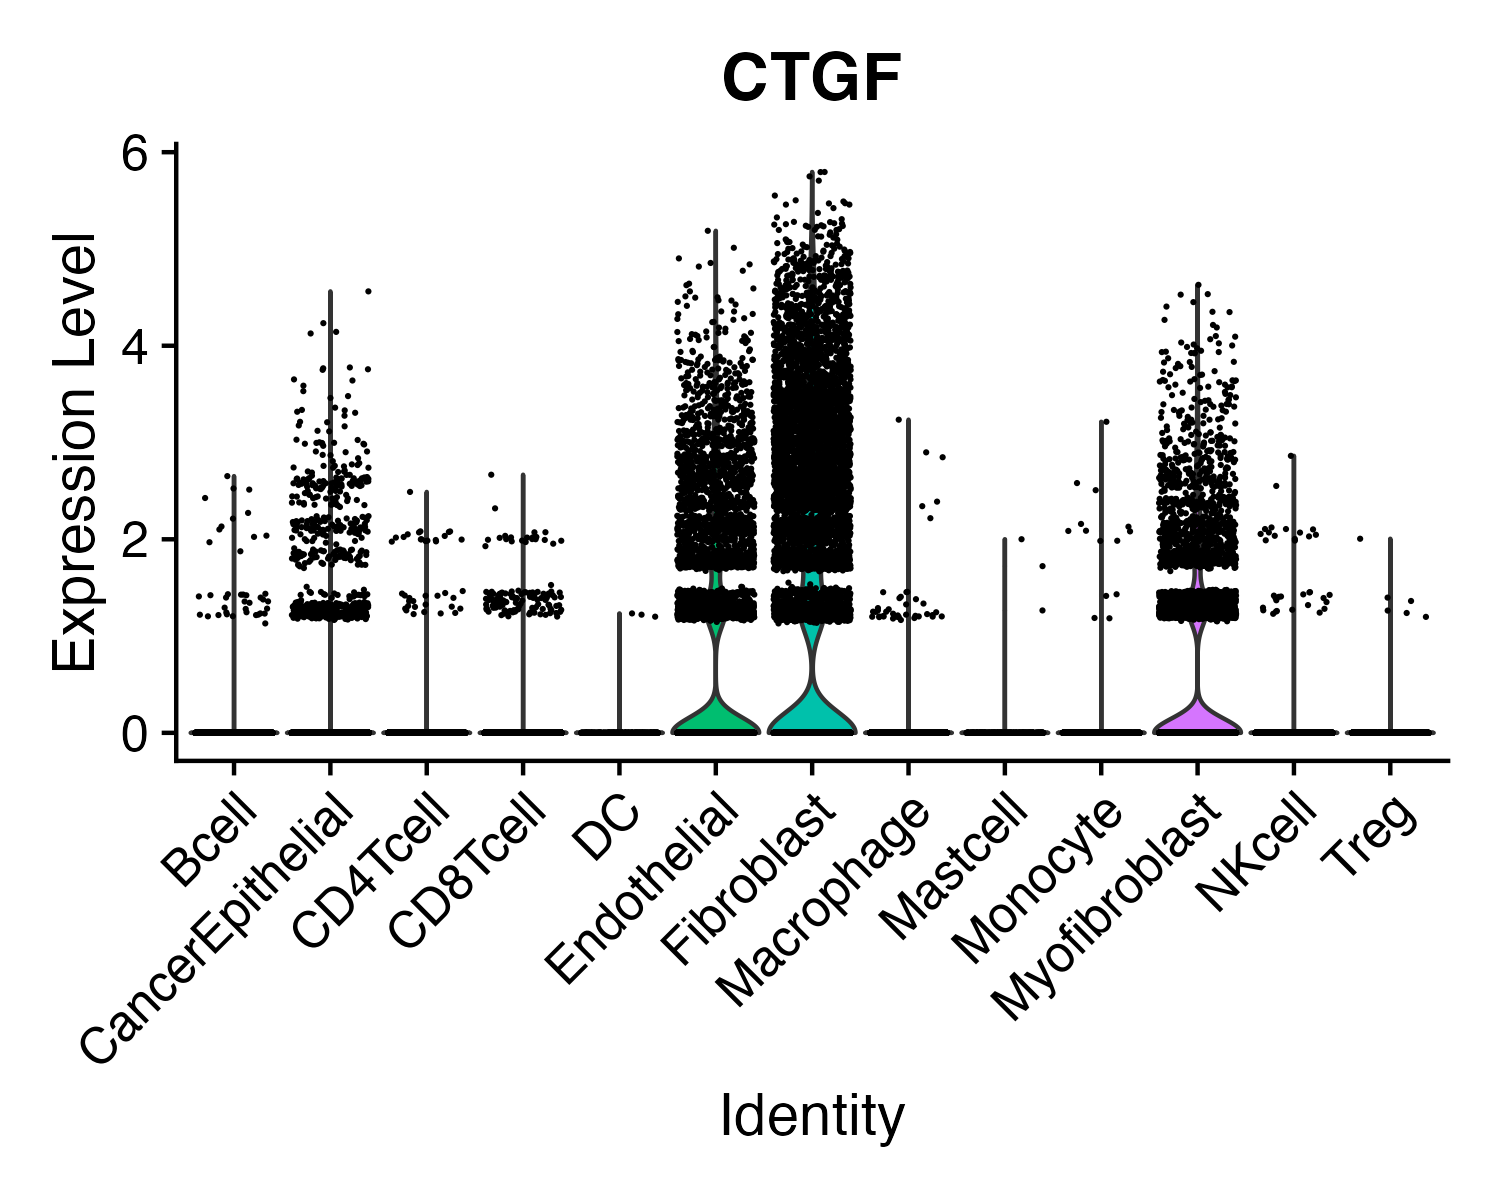 CTGF
6
4
2
0
Expression Level
Bcell
CancerEpithelial
CD4Tcell
CD8Tcell
DC
Endothelial
Fibroblast
Macrophage
Mastcell
Monocyte
Myofibroblast
NKcell
Treg
Identity